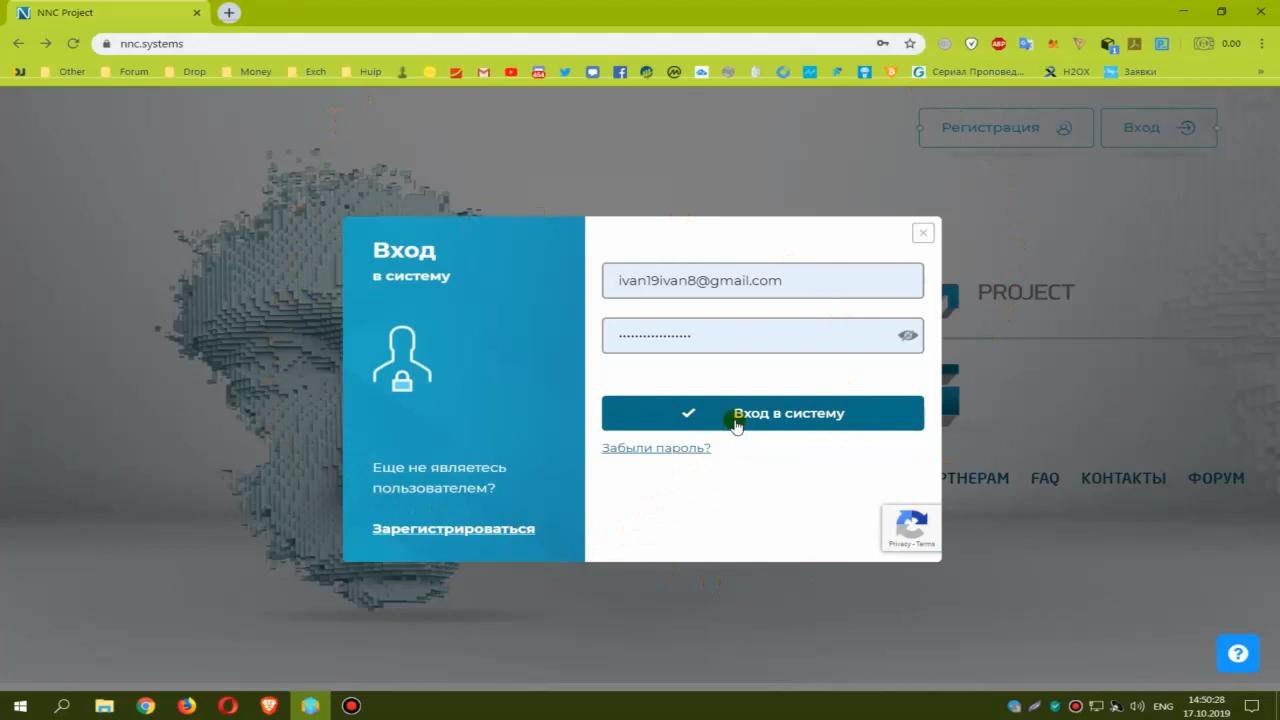 NNC Project
nnc.systems
0.00
Other
Forum
Drop
Money
Exch
Huip
Сериал Проповед...
H2OX
Заявки
Регистрация
Вход
Вход
в систему
ivan19ivan8@gmail.com
••••••••••••••••••
PROJECT
Вход в систему
Забыли пароль?
РТНЕРАМ
FAQ
КОНТАКТЫ
ФОРУМ
Еще не являетесь
пользователем?
Зарегистрироваться
Privacy - Terms
ENG
14:50:28
17.10.2019